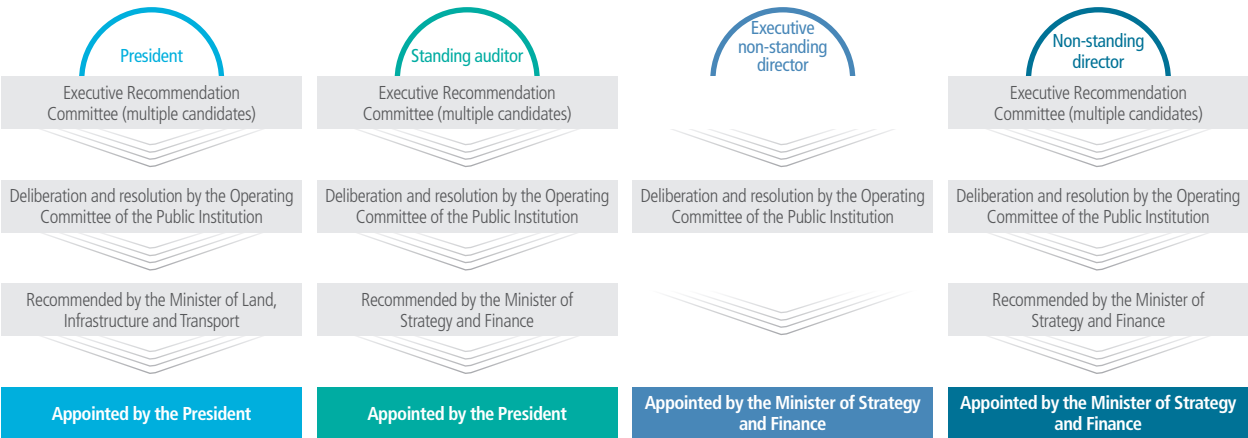 President
Executive Recommendation
Committee (multiple candidates)
Deliberation and resolution by the Operating
Committee of the Public Institution
Recommended by the Minister of Land,
Infrastructure and Transport
Appointed by the President
Standing auditor
Executive Recommendation
Committee (multiple candidates)
Deliberation and resolution by the Operating
Committee of the Public Institution
Recommended by the Minister of
Strategy and Finance
Appointed by the President
Executive
non-standing
director
Deliberation and resolution by the Operating
Committee of the Public Institution
Appointed by the Minister of Strategy
and Finance
Non-standing
director
Executive Recommendation
Committee (multiple candidates)
Deliberation and resolution by the Operating
Committee of the Public Institution
Recommended by the Minister of
Strategy and Finance
Appointed by the Minister of Strategy
and Finance